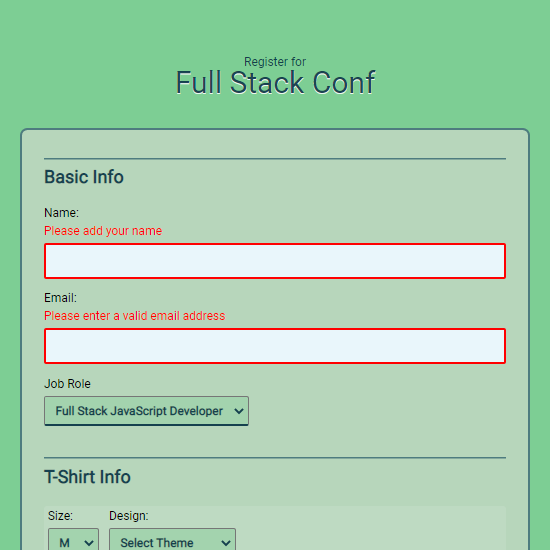 Register for
Full Stack Conf
Basic Info
Name:
Please add your name
Email:
Please enter a valid email address
Job Role
Full Stack JavaScript Developer
T-Shirt Info
Size: Design:
M Select Theme